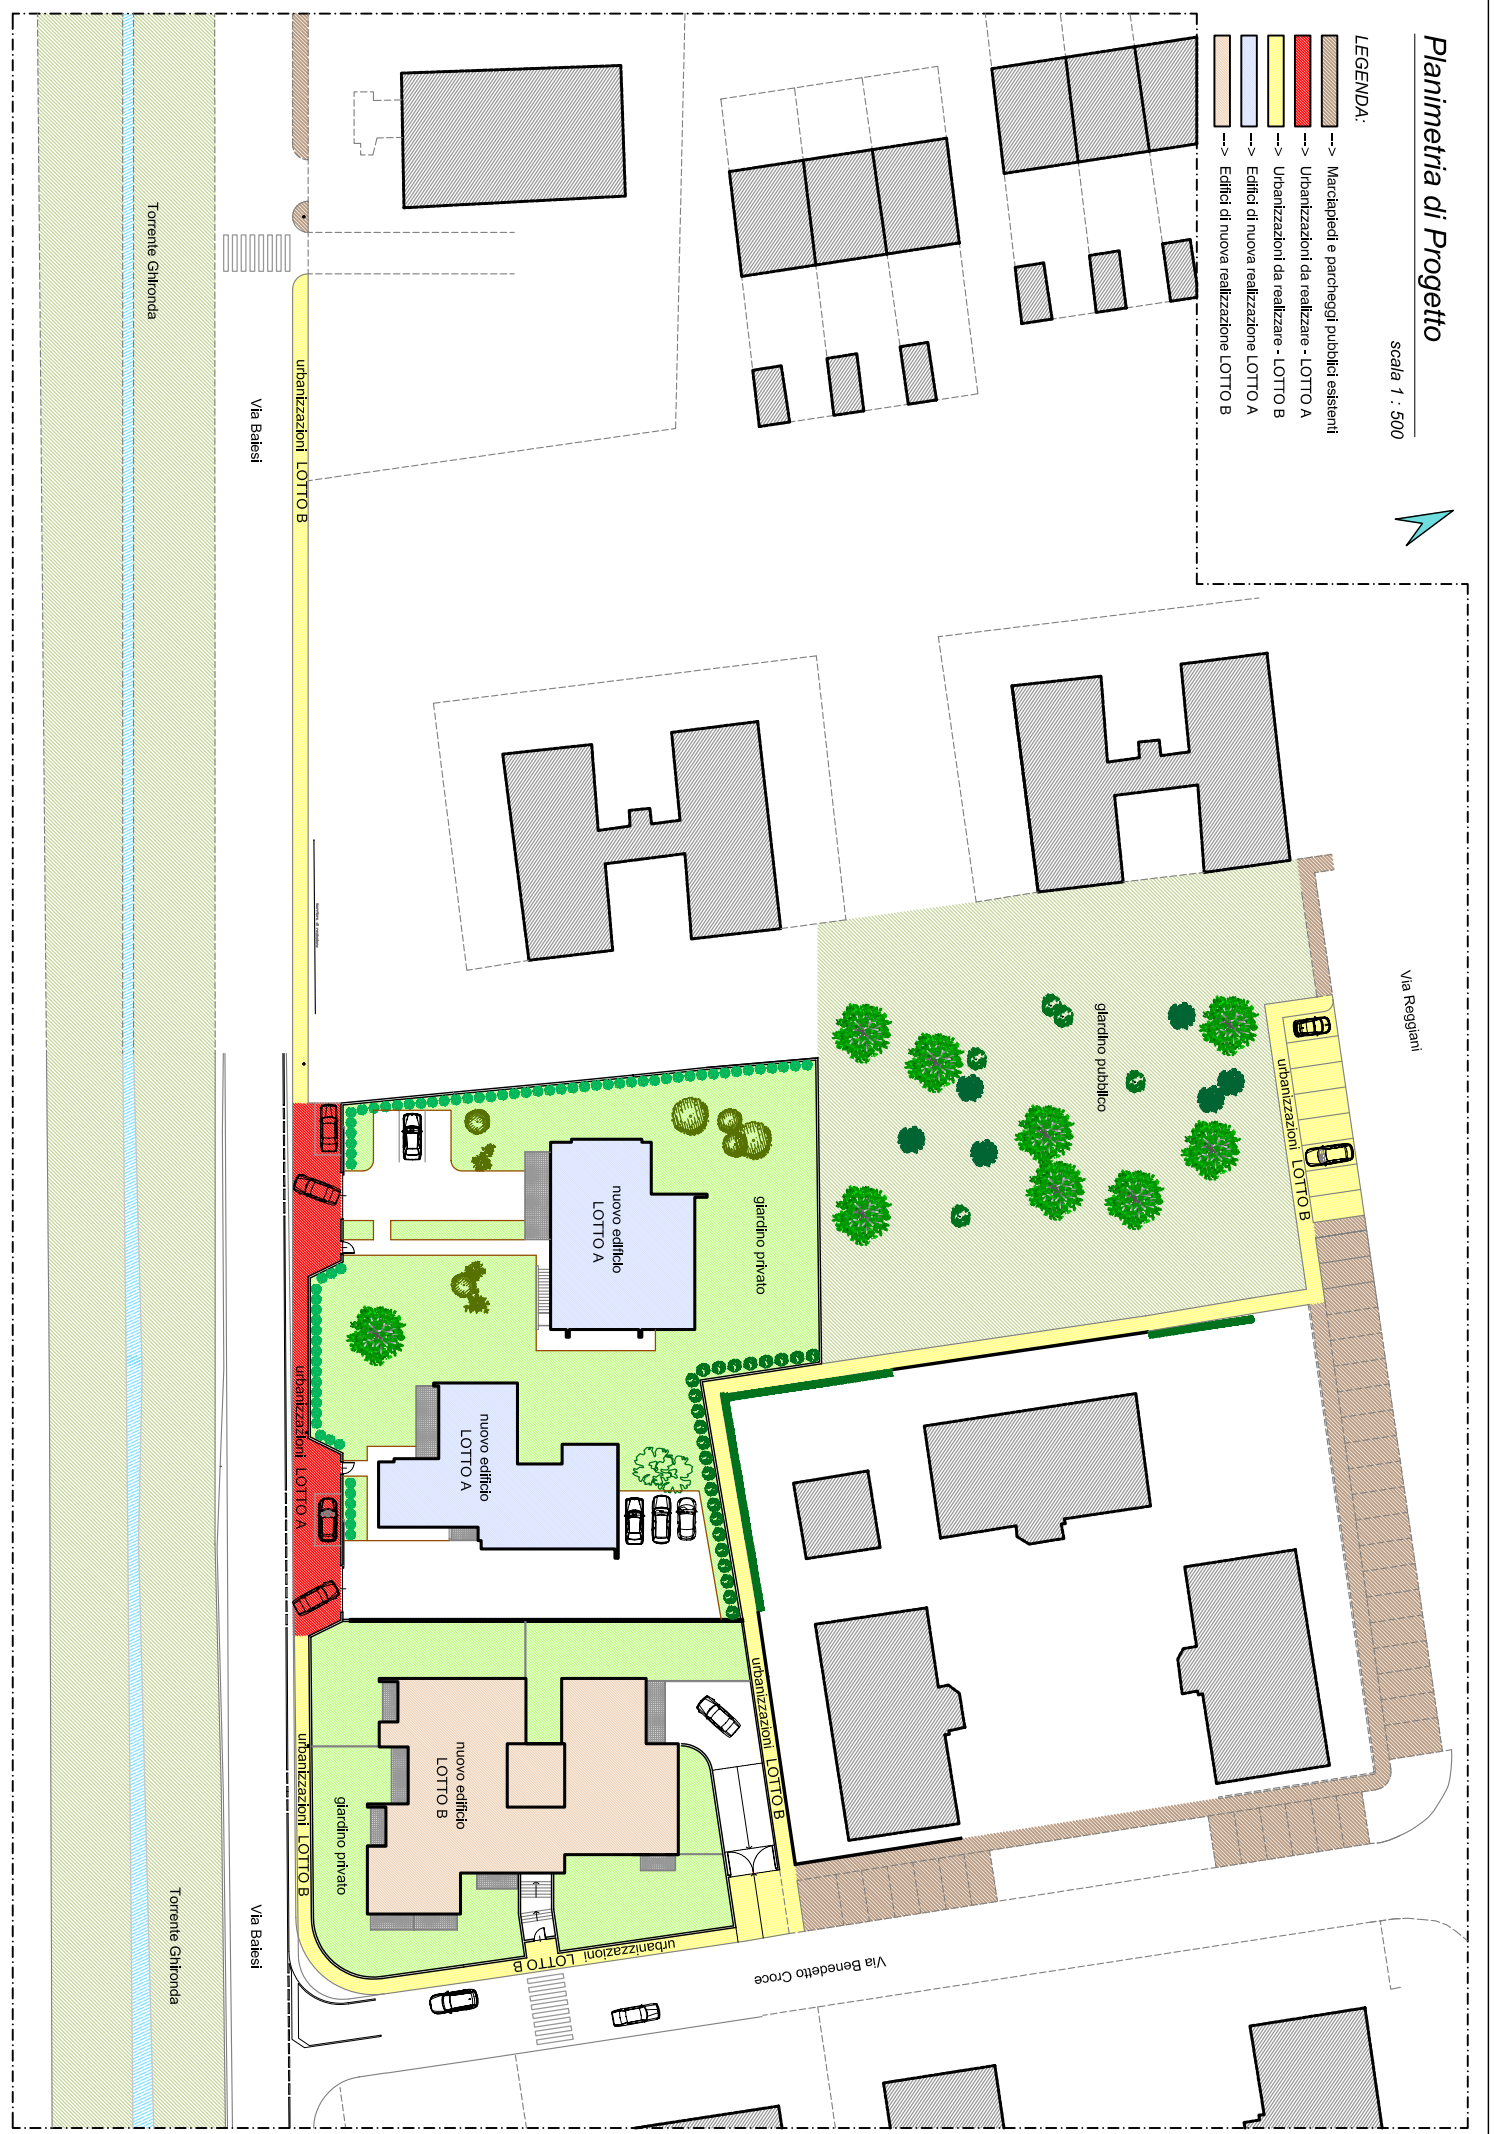 Planimetria di Progetto
scala 1 : 500
LEGENDA:
--> Marciapiedi e parcheggi pubblici esistenti
--> Urbanizzazioni da realizzare - LOTTO A
--> Urbanizzazioni da realizzare - LOTTO B
--> Edifici di nuova realizzazione LOTTO A
--> Edifici di nuova realizzazione LOTTO B
Via Reggiani
giardino pubblico
urbanizzazioni LOTTO B
giardino privato
nuovo edificio
LOTTO A
nuovo edificio
LOTTO A
urbanizzazioni LOTTO B
nuovo edificio
LOTTO B
giardino privato
urbanizzazioni LOTTO B
Via Benedetto Croce
urbanizzazioni LOTTO B
urbanizzazioni LOTTO A
urbanizzazioni LOTTO B
Via Baiesi
Via Baiesi
Torrente Ghironda
Torrente Ghironda